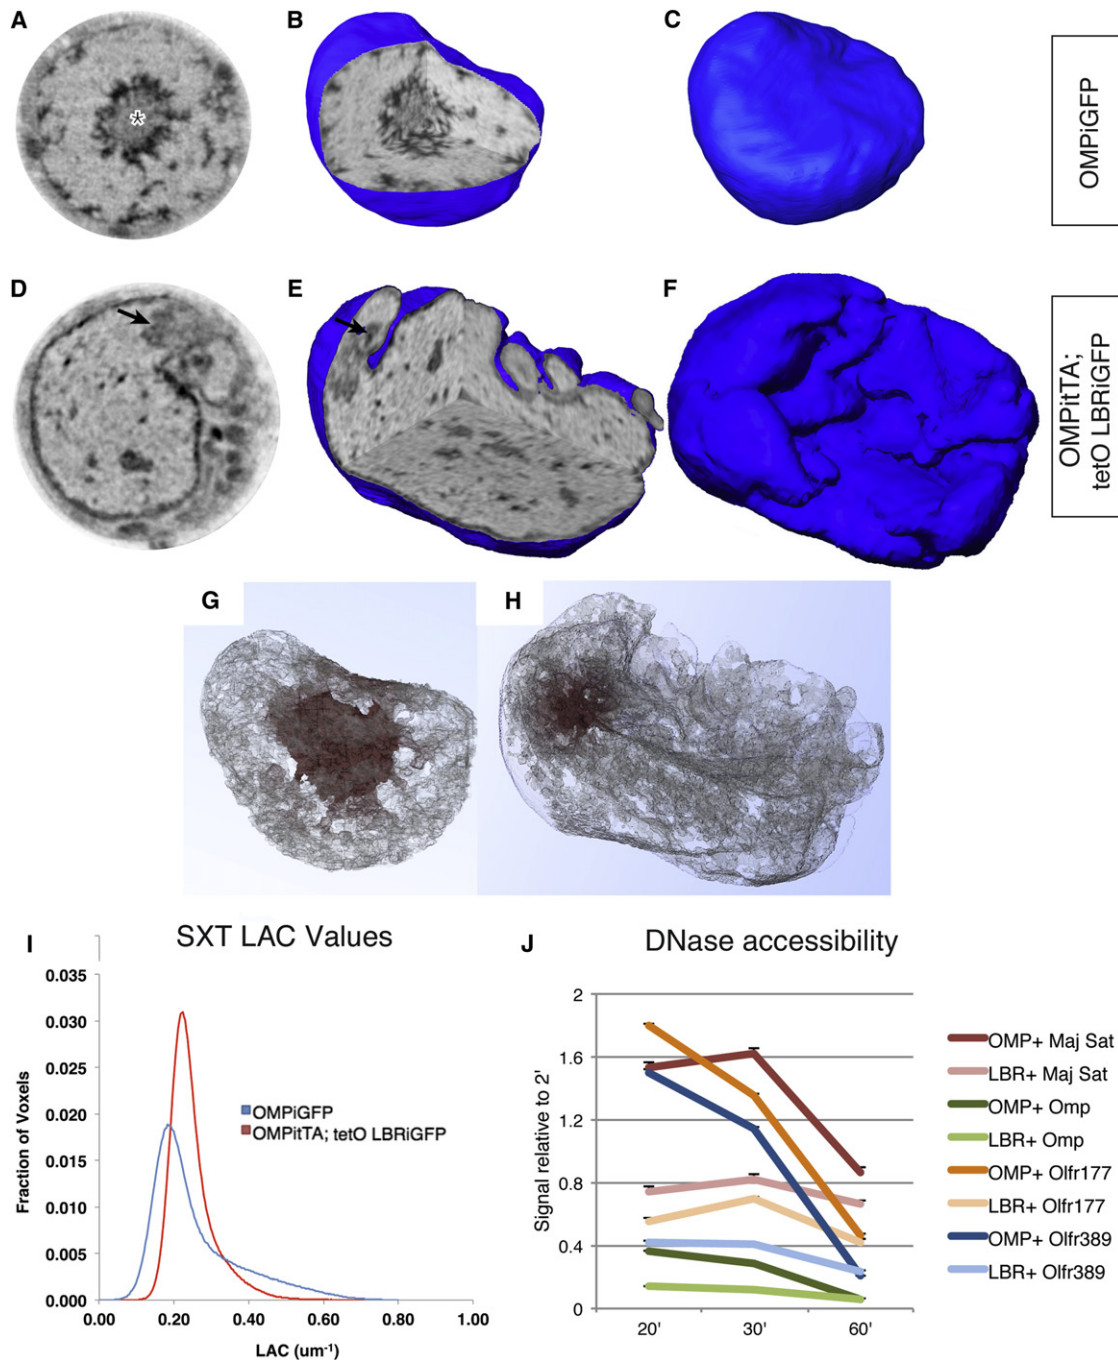 A
B
C
OMPiGFP
*
D
E
F
OMPitTA;
tetO LBRiGFP
G
H
I
SXT LAC Values
0.035
0.030
0.025
0.020
0.015
0.010
0.005
0.000
Fraction of Voxels
OMPiGFP
OMPitTA; tetO LBRiGFP
0.00
0.20
0.40
0.60
0.80
1.00
LAC (um⁻¹)
J
DNase accessibility
2
1.6
1.2
0.8
0.4
0
Signal relative to 2'
20'
30'
60'
OMP+ Maj Sat
LBR+ Maj Sat
OMP+ Omp
LBR+ Omp
OMP+ Olfr177
LBR+ Olfr177
OMP+ Olfr389
LBR+ Olfr389